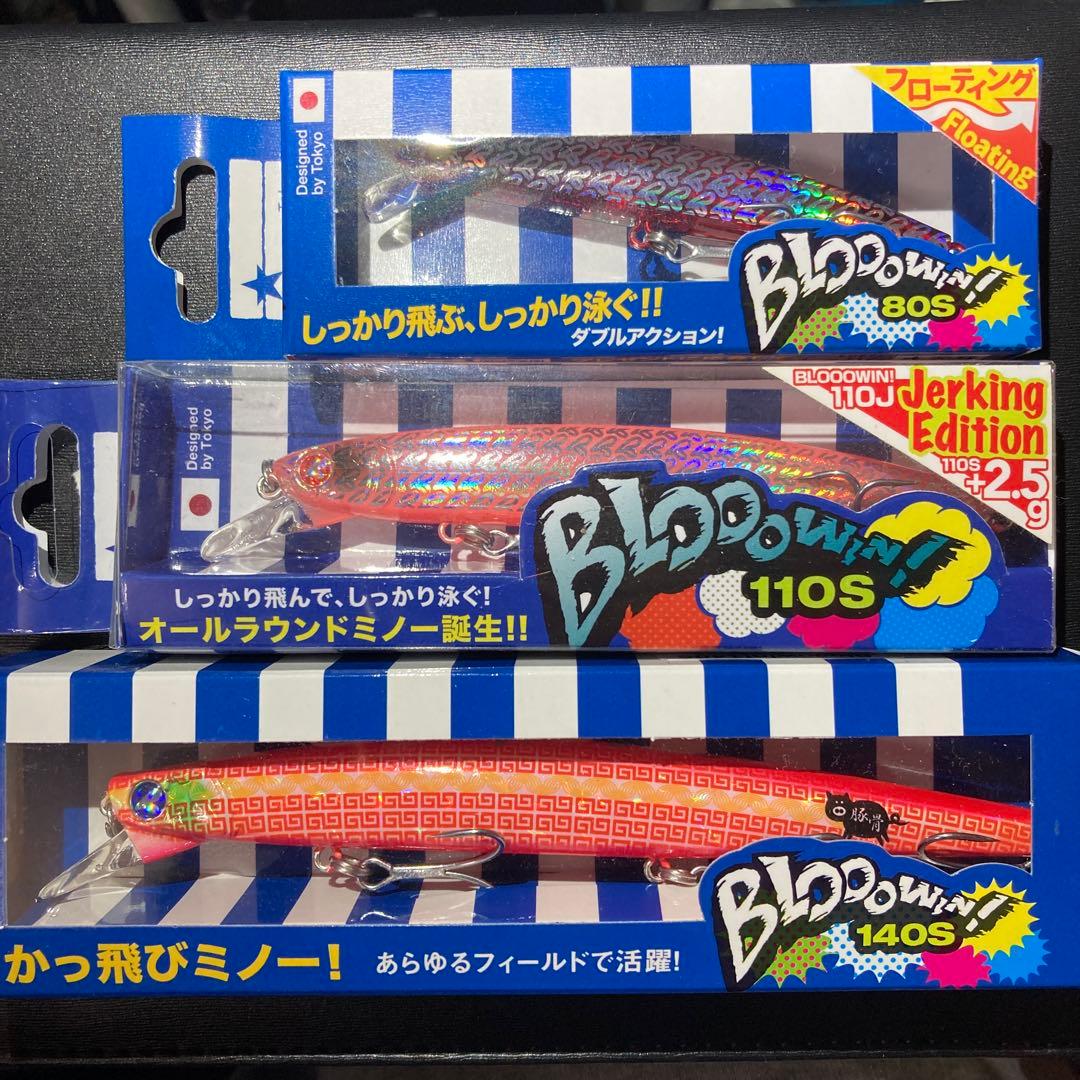 Designed
by Tokyo
フローティング
Floating
BLOOOWIN!
80S
しっかり飛ぶ、しっかり泳ぐ!!
ダブルアクション!
Designed
by Tokyo
BLOOOWIN!
110J
Jerking
Edition
110S
+2.5
g
BLOOOWIN!
110S
しっかり飛んで、しっかり泳ぐ!
オールラウンドミノー誕生!!
豚骨
BLOOOWIN!
140S
かっ飛びミノー!
あらゆるフィールドで活躍!